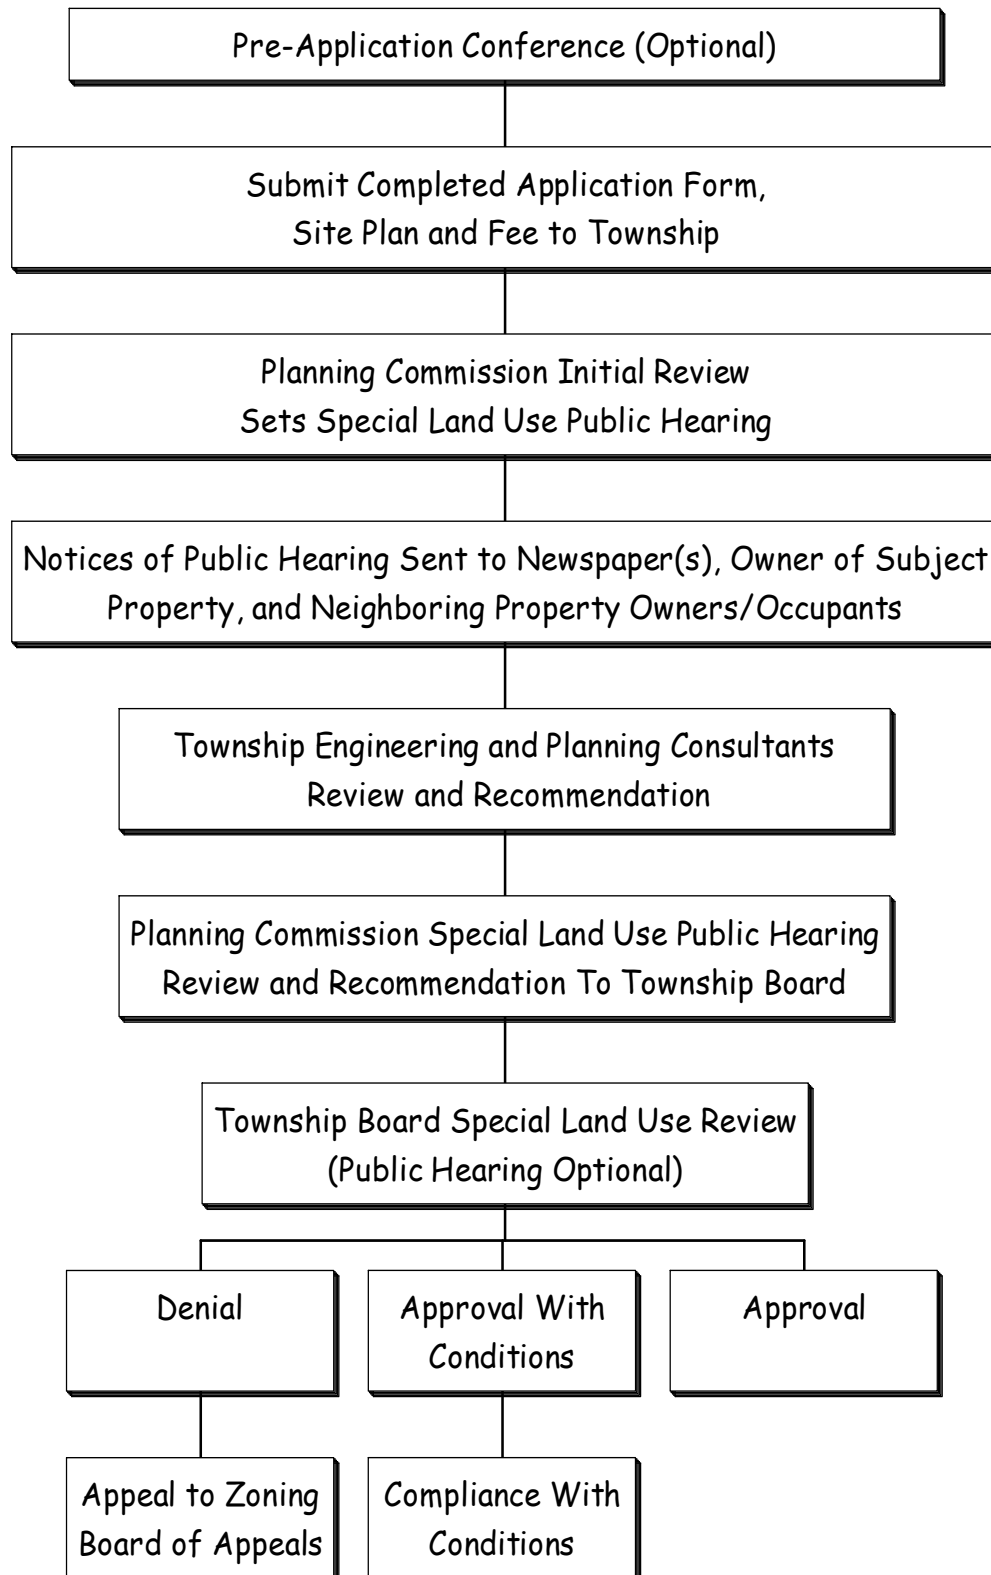 Pre-Application Conference (Optional)
Submit Completed Application Form,
Site Plan and Fee to Township
Planning Commission Initial Review
Sets Special Land Use Public Hearing
Notices of Public Hearing Sent to Newspaper(s), Owner of Subject
Property, and Neighboring Property Owners/Occupants
Township Engineering and Planning Consultants
Review and Recommendation
Planning Commission Special Land Use Public Hearing
Review and Recommendation To Township Board
Township Board Special Land Use Review
(Public Hearing Optional)
Denial
Approval With
Conditions
Approval
Appeal to Zoning
Board of Appeals
Compliance With
Conditions